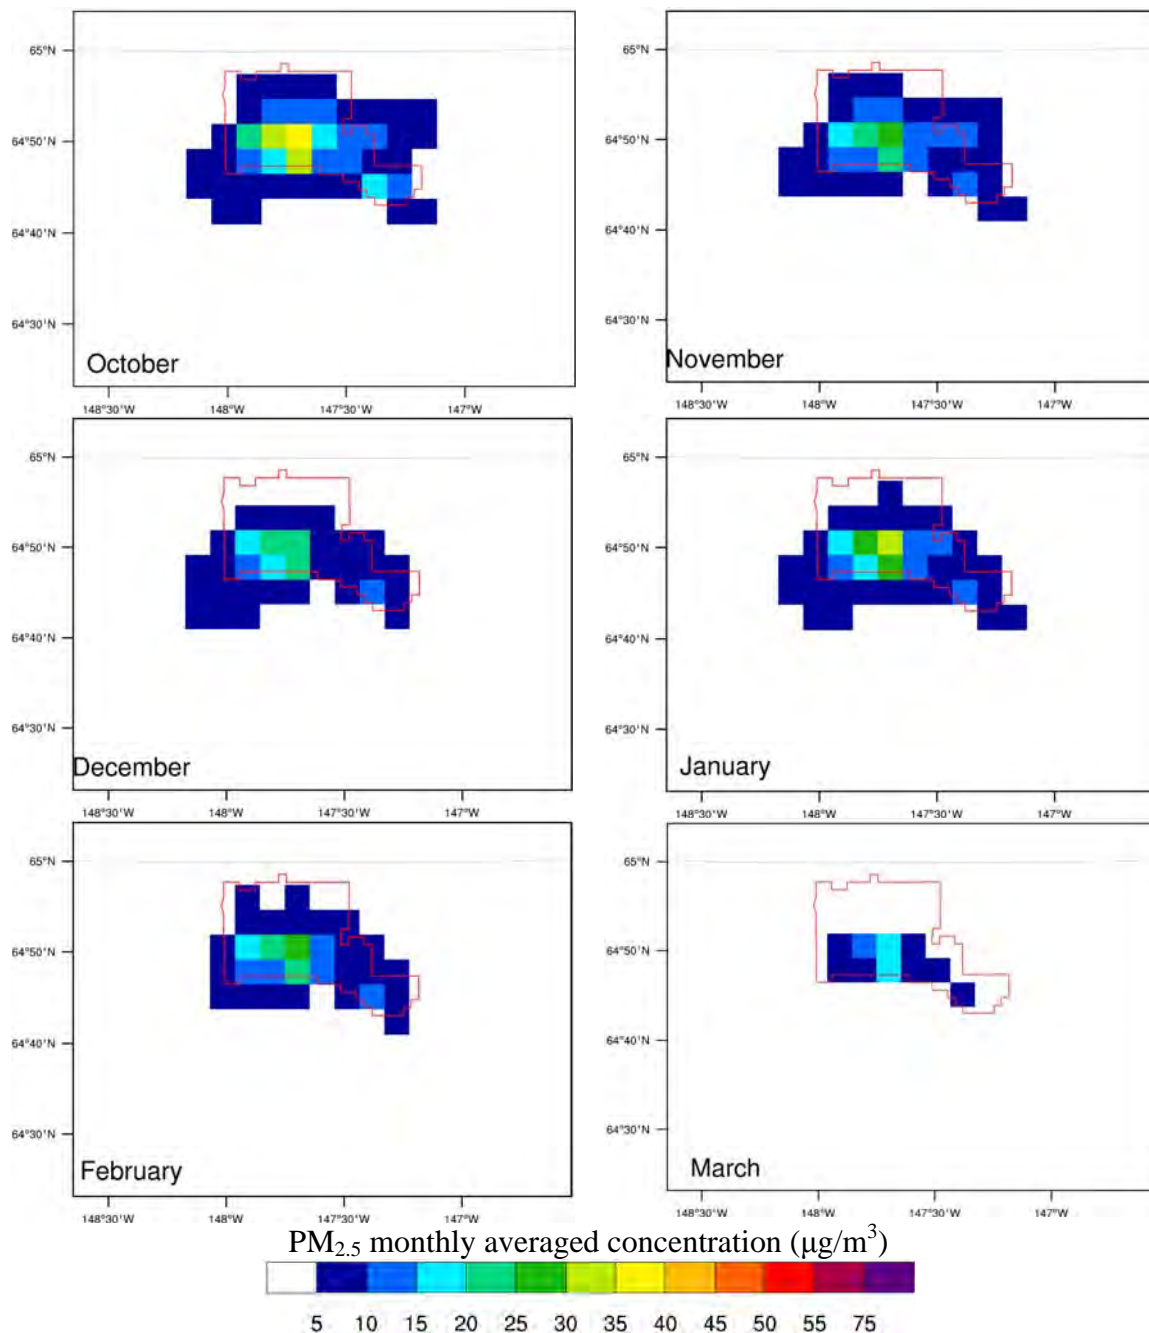 65°N
64°50'N
64°40'N
64°30'N
October
148°30'W 148°W 147°30'W 147°W
65°N
64°50'N
64°40'N
64°30'N
November
148°30'W 148°W 147°30'W 147°W
65°N
64°50'N
64°40'N
64°30'N
December
148°30'W 148°W 147°30'W 147°W
65°N
64°50'N
64°40'N
64°30'N
January
148°30'W 148°W 147°30'W 147°W
65°N
64°50'N
64°40'N
64°30'N
February
148°30'W 148°W 147°30'W 147°W
65°N
64°50'N
64°40'N
64°30'N
March
148°30'W 148°W 147°30'W 147°W
PM2.5 monthly averaged concentration (μg/m³)
5 10 15 20 25 30 35 40 45 50 55 75